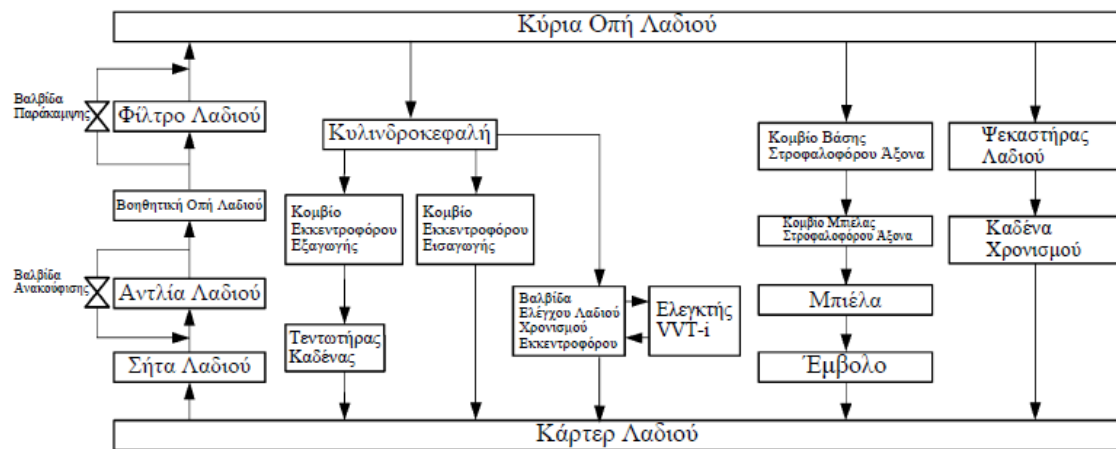 Κύρια Οπή Λαδιού
Βαλβίδα
Παράκαμψης
Φίλτρο Λαδιού
Κυλινδροκεφαλή
Κομβίο Βάσης
Στροφαλοφόρου Άξονα
Ψεκαστήρας
Λαδιού
Βοηθητική Οπή Λαδιού
Κομβίο
Εκκεντροφόρου
Εξαγωγής
Κομβίο
Εκκεντροφόρου
Εισαγωγής
Κομβίο Μπιέλας
Στροφαλοφόρου Άξονα
Καδένα
Χρονισμού
Βαλβίδα
Ανακούφισης
Αντλία Λαδιού
Βαλβίδα
Ελέγχου Λαδιού
Χρονισμού
Εκκεντροφόρου
Ελεγκτής
VVT-i
Μπιέλα
Τεντωτήρας
Καδένας
Σήτα Λαδιού
Έμβολο
Κάρτερ Λαδιού